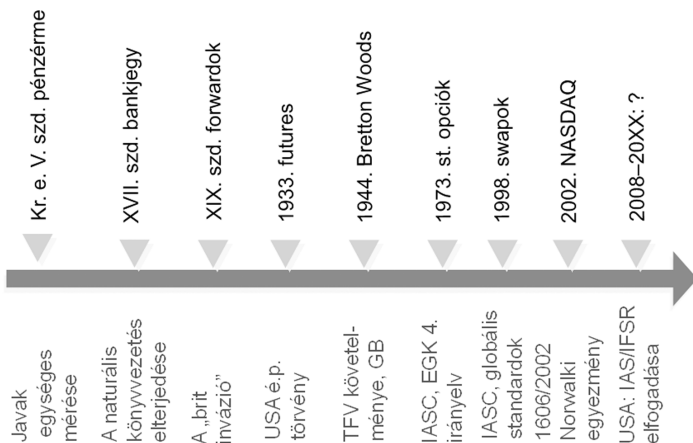 Kr. e. V. szd. pénzérme
XVII. szd. bankjegy
XIX. szd. forwardok
1933. futures
1944. Bretton Woods
1973. st. opciók
1998. swapok
2002. NASDAQ
2008–20XX: ?
Javak
egységes
mérése
A naturális
könyvezetés
elterjedése
A „brit
invázió”
USA é.p.
törvény
TFV követel-
ménye, GB
IASC, EGK 4.
irányelv
IASC, globális
standardok
1606/2002
Norwalki
egyezmény
USA: IAS/IFSR
elfogadása